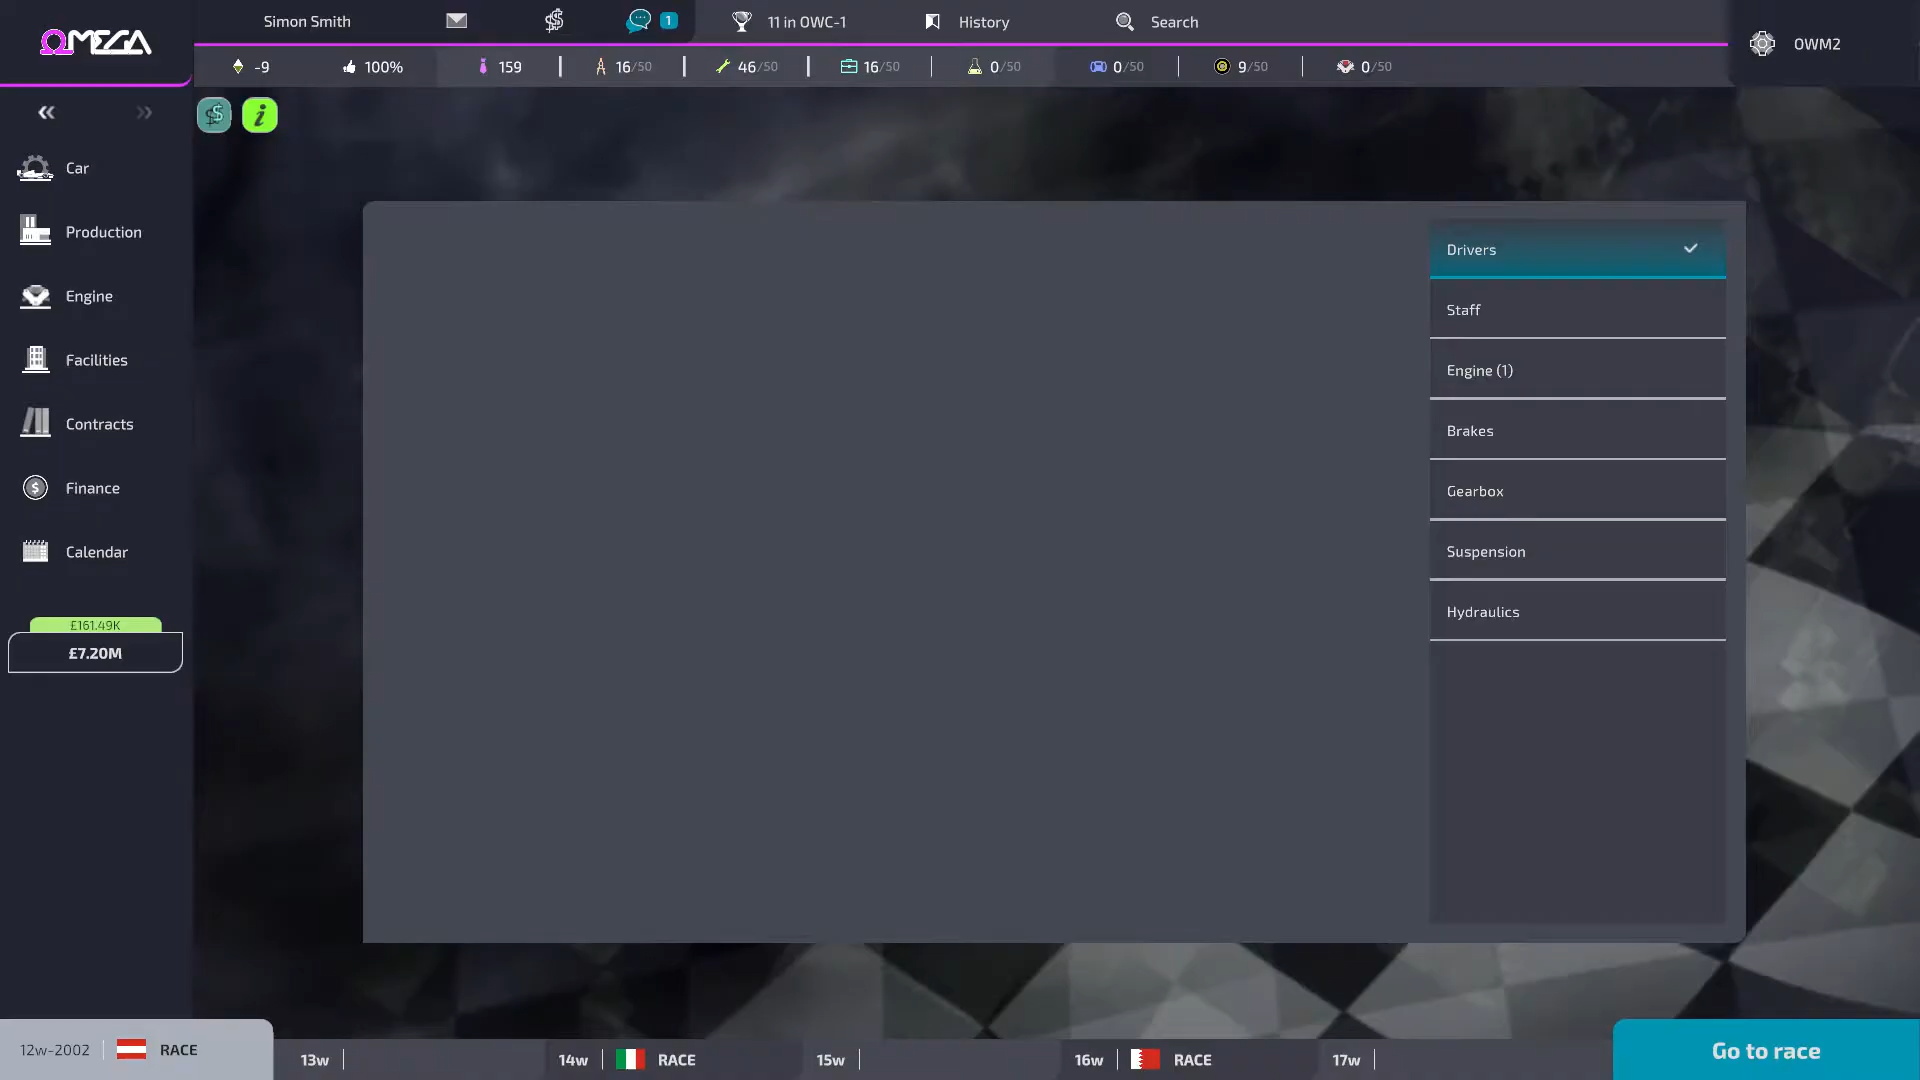 ΩMEGA
Simon Smith
1
11 in OWC-1
History
Search
OWM2
-9
100%
159
16/50
46/50
16/50
0/50
0/50
9/50
0/50
Car
Production
Engine
Facilities
Contracts
Finance
Calendar
£161.49K
£7.20M
Drivers
Staff
Engine (1)
Brakes
Gearbox
Suspension
Hydraulics
12w-2002 RACE
13w
14w RACE
15w
16w RACE
17w
Go to race